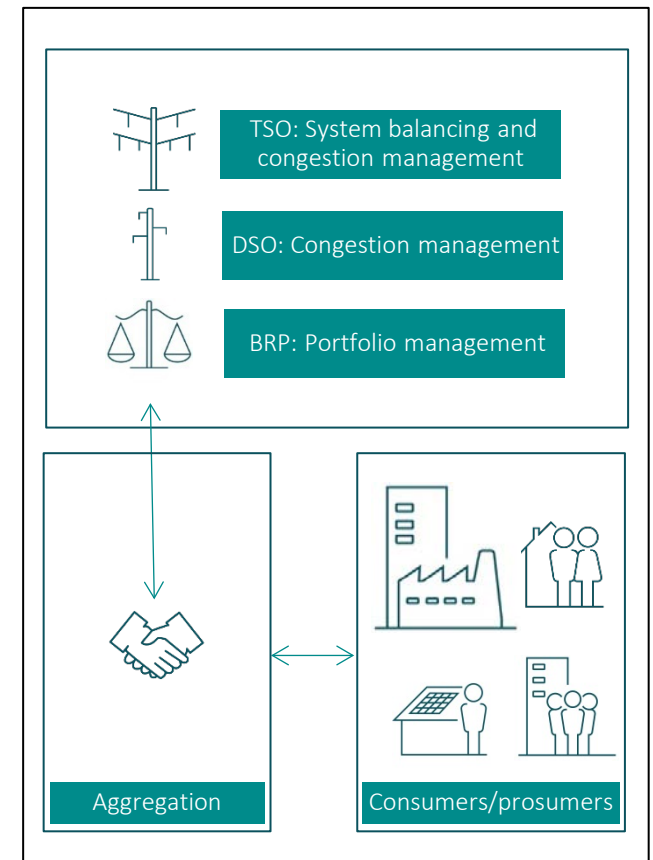 TSO: System balancing and
congestion management
DSO: Congestion management
BRP: Portfolio management
Aggregation
Consumers/prosumers